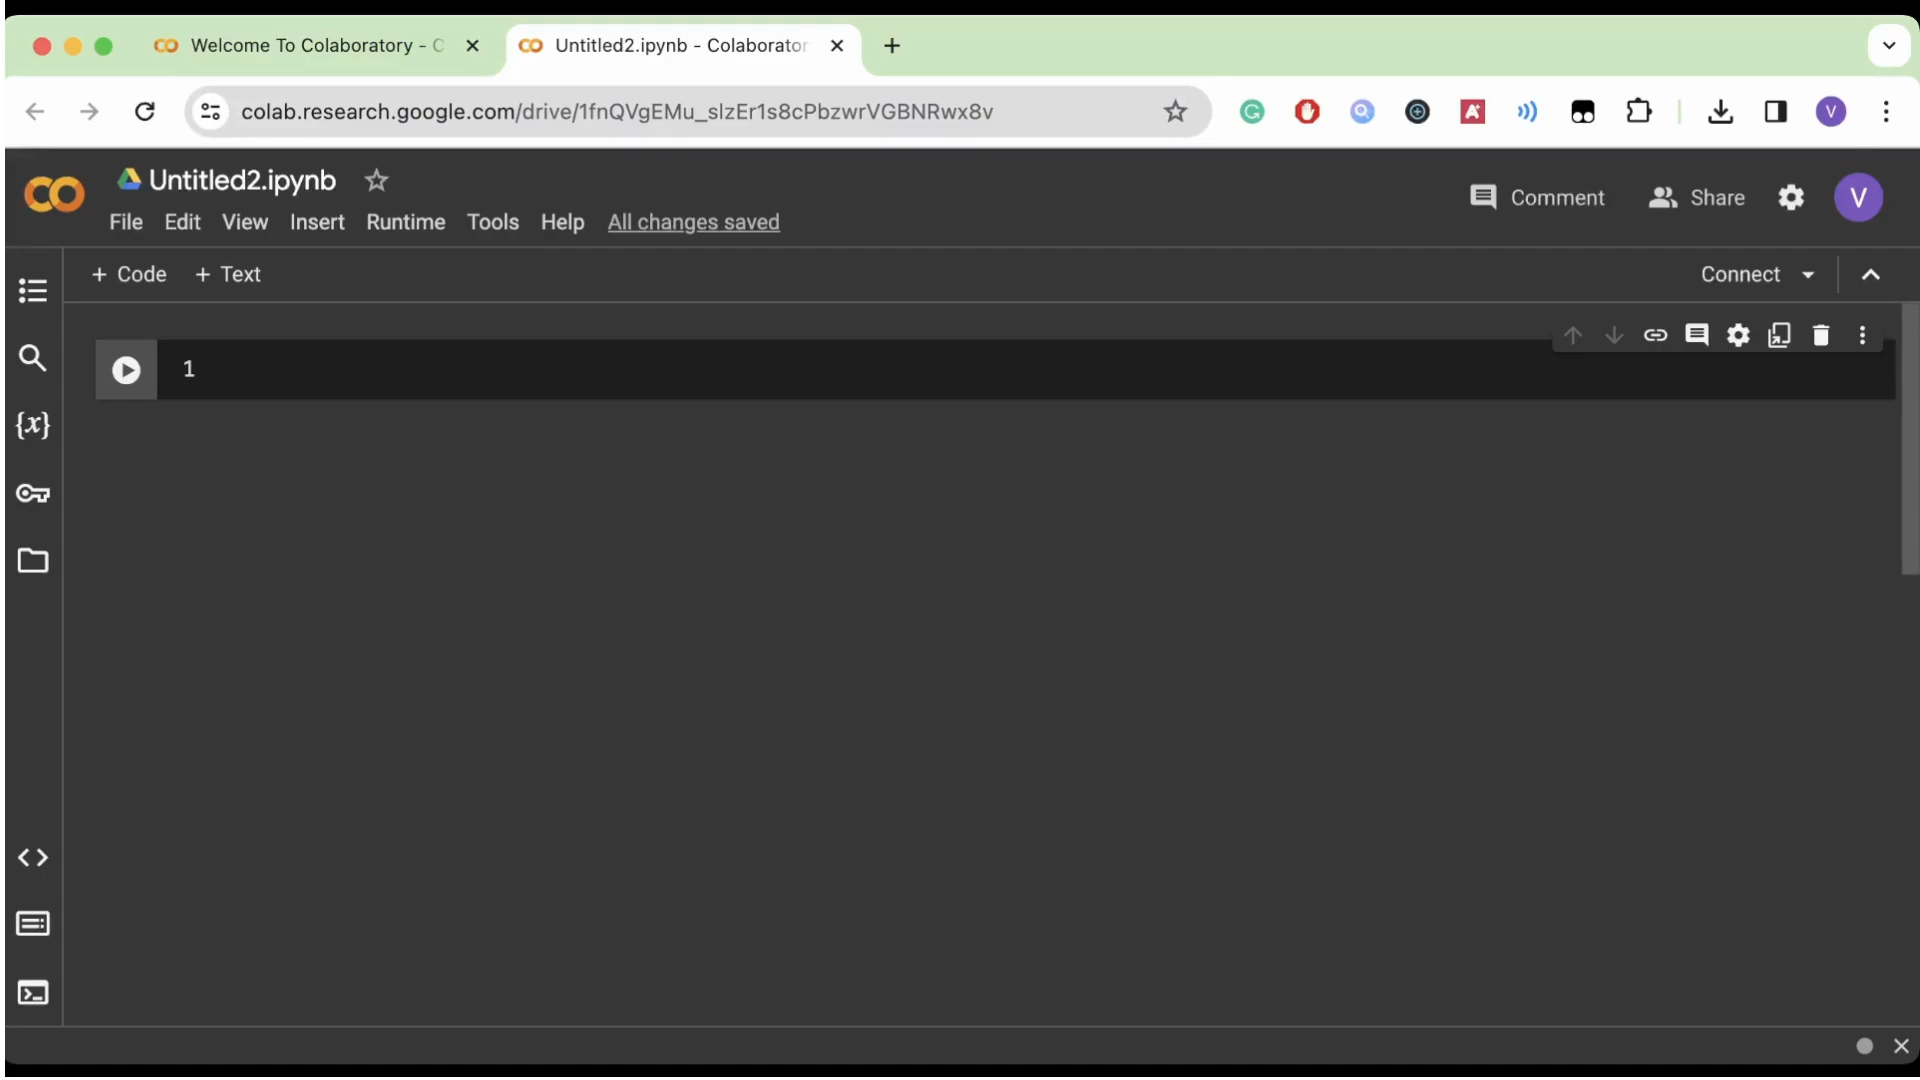 Welcome To Colaboratory - C
Untitled2.ipynb - Colaborator
colab.research.google.com/drive/1fnQVgEMu_slzEr1s8cPbzwrVGBNRwx8v
V
Untitled2.ipynb
Comment
Share
V
File Edit View Insert Runtime Tools Help All changes saved
+ Code + Text
Connect
{x}
1